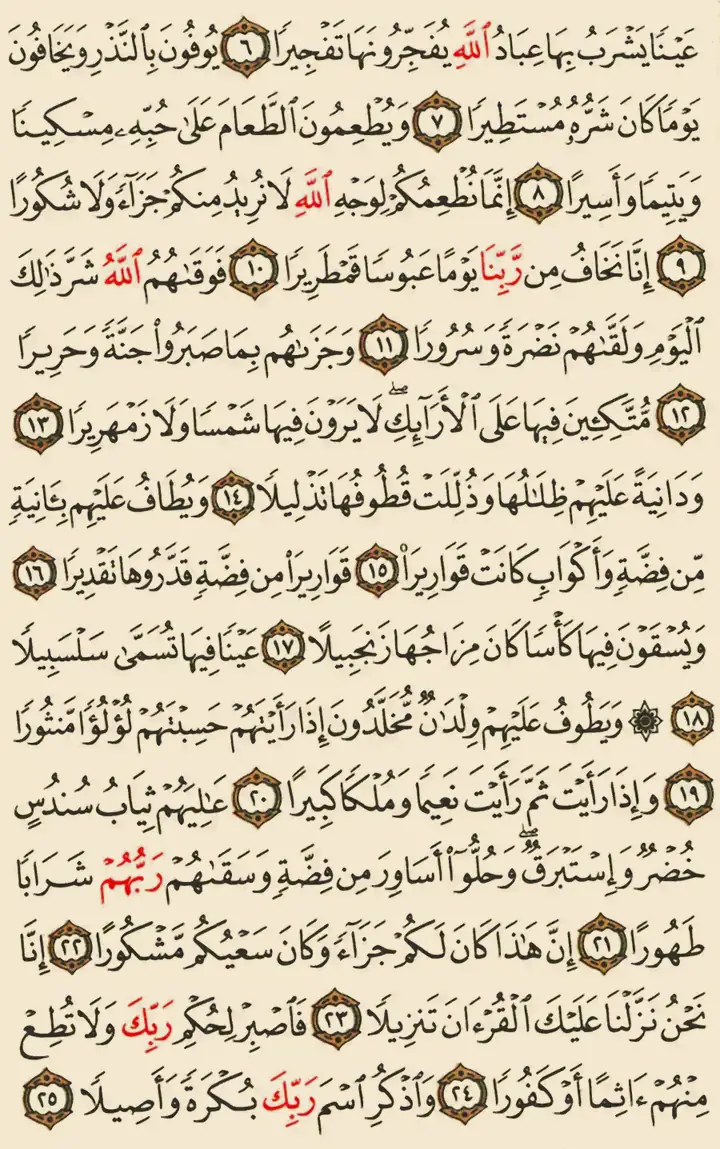 عَيْنًا يَشْرَبُ بِهَا عِبَادُ ٱللَّهِ يُفَجِّرُونَهَا تَفْجِيرًا ٦ يُوفُونَ بِٱلنَّذْرِ وَيَخَافُونَ
يَوْمًا كَانَ شَرُّهُۥ مُسْتَطِيرًا ٧ وَيُطْعِمُونَ ٱلطَّعَامَ عَلَىٰ حُبِّهِۦ مِسْكِينًا
وَيَتِيمًا وَأَسِيرًا ٨ إِنَّمَا نُطْعِمُكُمْ لِوَجْهِ ٱللَّهِ لَا نُرِيدُ مِنكُمْ جَزَآءً وَلَا شُكُورًا
٩ إِنَّا نَخَافُ مِن رَّبِّنَا يَوْمًا عَبُوسًا قَمْطَرِيرًا ١٠ فَوَقَىٰهُمُ ٱللَّهُ شَرَّ ذَٰلِكَ
ٱلْيَوْمِ وَلَقَّىٰهُمْ نَضْرَةً وَسُرُورًا ١١ وَجَزَىٰهُم بِمَا صَبَرُوا۟ جَنَّةً وَحَرِيرًا
١٢ مُّتَّكِـِٔينَ فِيهَا عَلَى ٱلْأَرَآئِكِ ۖ لَا يَرَوْنَ فِيهَا شَمْسًا وَلَا زَمْهَرِيرًا ١٣
وَدَانِيَةً عَلَيْهِمْ ظِلَـٰلُهَا وَذُلِّلَتْ قُطُوفُهَا تَذْلِيلًا ١٤ وَيُطَافُ عَلَيْهِم بِـَٔانِيَةٍ
مِّن فِضَّةٍ وَأَكْوَابٍ كَانَتْ قَوَارِيرَا۠ ١٥ قَوَارِيرَا۟ مِن فِضَّةٍ قَدَّرُوهَا تَقْدِيرًا ١٦
وَيُسْقَوْنَ فِيهَا كَأْسًا كَانَ مِزَاجُهَا زَنجَبِيلًا ١٧ عَيْنًا فِيهَا تُسَمَّىٰ سَلْسَبِيلًا
١٨ ۞ وَيَطُوفُ عَلَيْهِمْ وِلْدَٰنٌ مُّخَلَّدُونَ إِذَا رَأَيْتَهُمْ حَسِبْتَهُمْ لُؤْلُؤًا مَّنثُورًا
١٩ وَإِذَا رَأَيْتَ ثَمَّ رَأَيْتَ نَعِيمًا وَمُلْكًا كَبِيرًا ٢٠ عَـٰلِيَهُمْ ثِيَابُ سُندُسٍ
خُضْرٌ وَإِسْتَبْرَقٌ ۖ وَحُلُّوٓا۟ أَسَاوِرَ مِن فِضَّةٍ وَسَقَىٰهُمْ رَبُّهُمْ شَرَابًا
طَهُورًا ٢١ إِنَّ هَـٰذَا كَانَ لَكُمْ جَزَآءً وَكَانَ سَعْيُكُم مَّشْكُورًا ٢٢ إِنَّا
نَحْنُ نَزَّلْنَا عَلَيْكَ ٱلْقُرْءَانَ تَنزِيلًا ٢٣ فَٱصْبِرْ لِحُكْمِ رَبِّكَ وَلَا تُطِعْ
مِنْهُمْ ءَاثِمًا أَوْ كَفُورًا ٢٤ وَٱذْكُرِ ٱسْمَ رَبِّكَ بُكْرَةً وَأَصِيلًا ٢٥